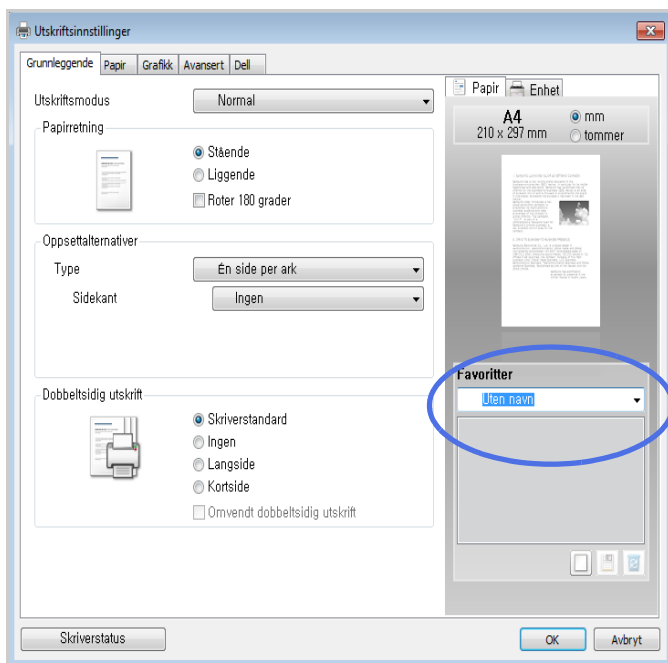 Utskriftsinnstillinger
Grunnleggende Papir Grafikk Avansert Dell
Utskriftsmodus Normal
Papirretning
Stående
Liggende
Roter 180 grader
Oppsettalternativer
Type Én side per ark
Sidekant Ingen
Dobbeltsidig utskrift
Skriverstandard
Ingen
Langside
Kortside
Omvendt dobbeltsidig utskrift
Papir Enhet
A4
210 x 297 mm
mm
tommer
Favoritter
Uten navn
Skriverstatus OK Avbryt